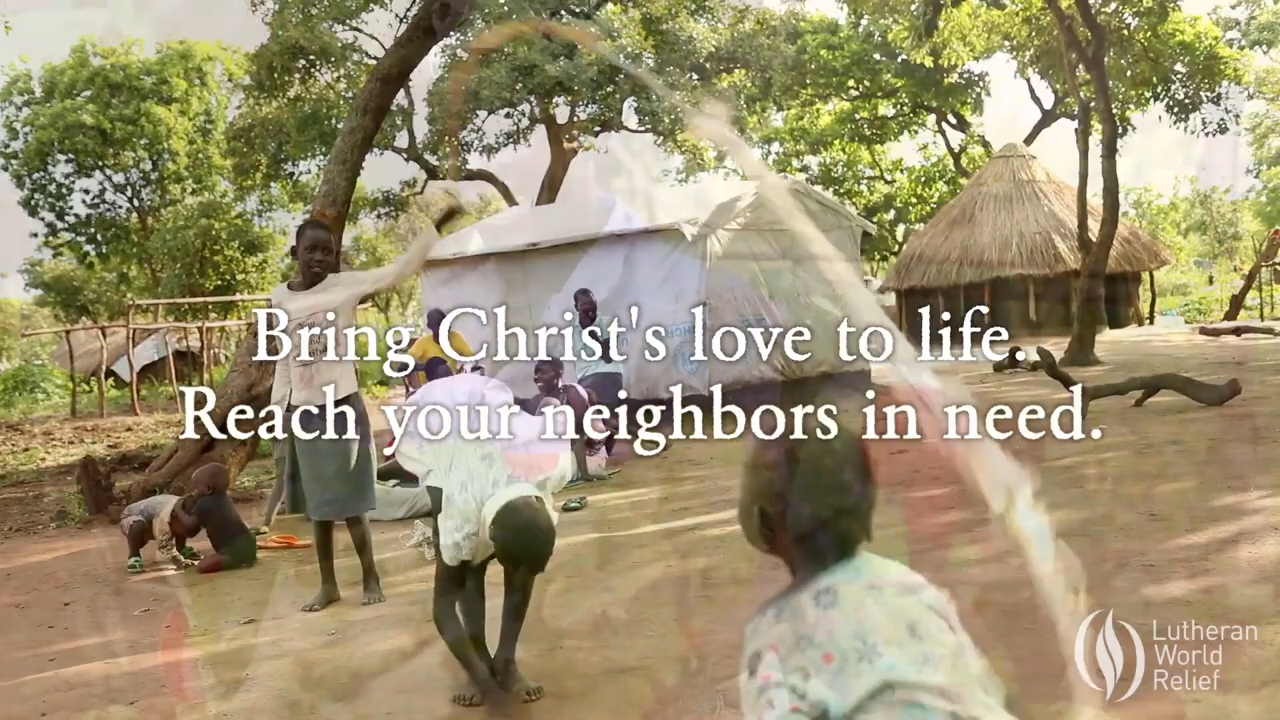 Bring Christ's love to life.
Reach your neighbors in need.
Lutheran
World
Relief